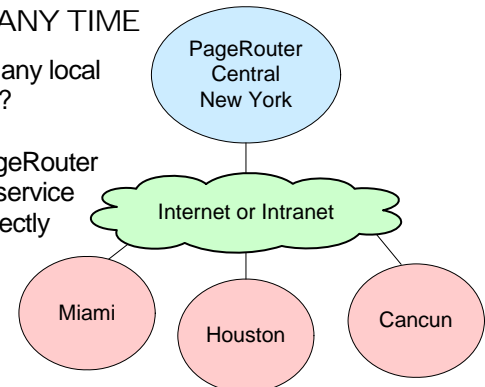 ANY TIME
any local
?
geRouter
service
ectly
PageRouter
Central
New York
Internet or Intranet
Miami
Houston
Cancun